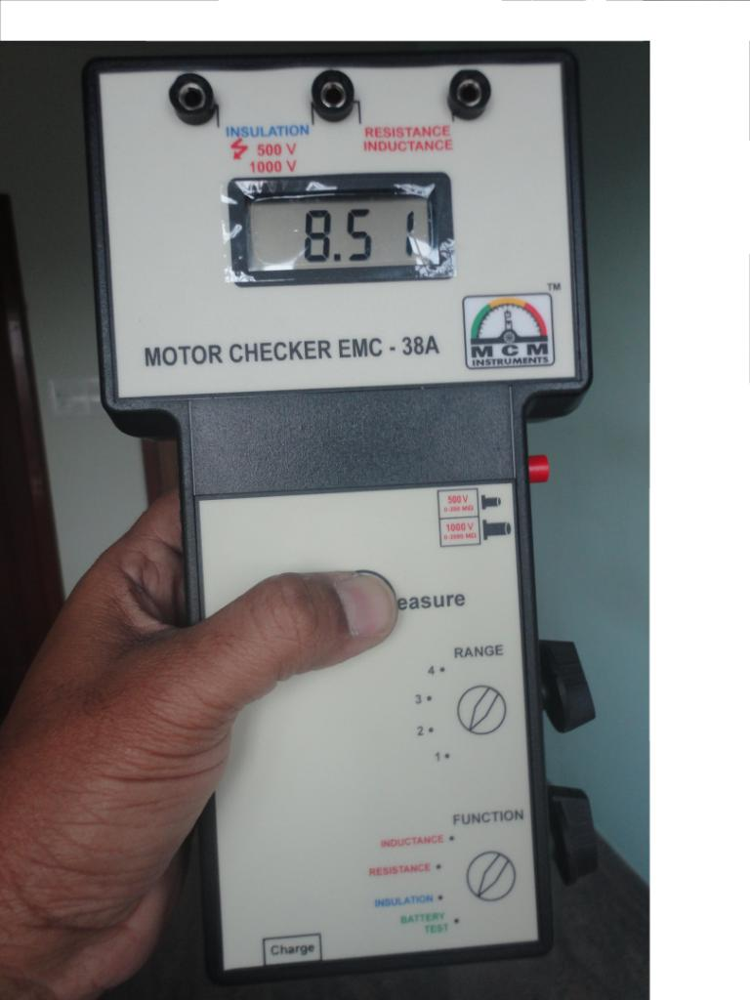 INSULATION
500 V
1000 V
RESISTANCE
INDUCTANCE
8.51
TM
MCM
INSTRUMENTS
MOTOR CHECKER EMC - 38A
500 V
0-200 MΩ
1000 V
0-2000 MΩ
easure
RANGE
4
3
2
1
FUNCTION
INDUCTANCE
RESISTANCE
INSULATION
BATTERY
TEST
Charge